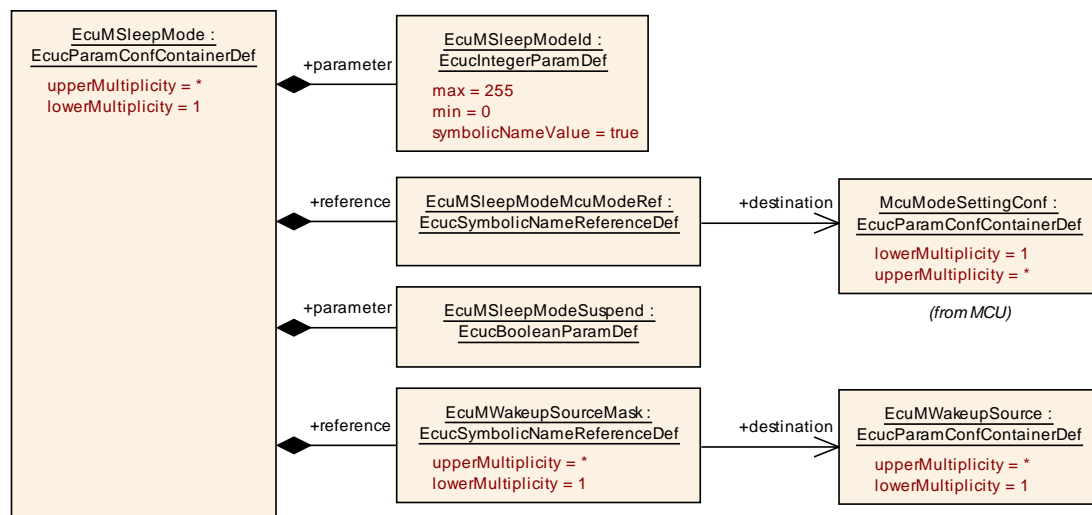 EcuMSleepMode :
EcucParamConfContainerDef
upperMultiplicity = *
lowerMultiplicity = 1
+parameter
EcuMSleepModeId :
EcucIntegerParamDef
max = 255
min = 0
symbolicNameValue = true
+reference
EcuMSleepModeMcuModeRef :
EcucSymbolicNameReferenceDef
+destination
McuModeSettingConf :
EcucParamConfContainerDef
lowerMultiplicity = 1
upperMultiplicity = *
(from MCU)
+parameter
EcuMSleepModeSuspend :
EcucBooleanParamDef
+reference
EcuMWakeupSourceMask :
EcucSymbolicNameReferenceDef
upperMultiplicity = *
lowerMultiplicity = 1
+destination
EcuMWakeupSource :
EcucParamConfContainerDef
upperMultiplicity = *
lowerMultiplicity = 1